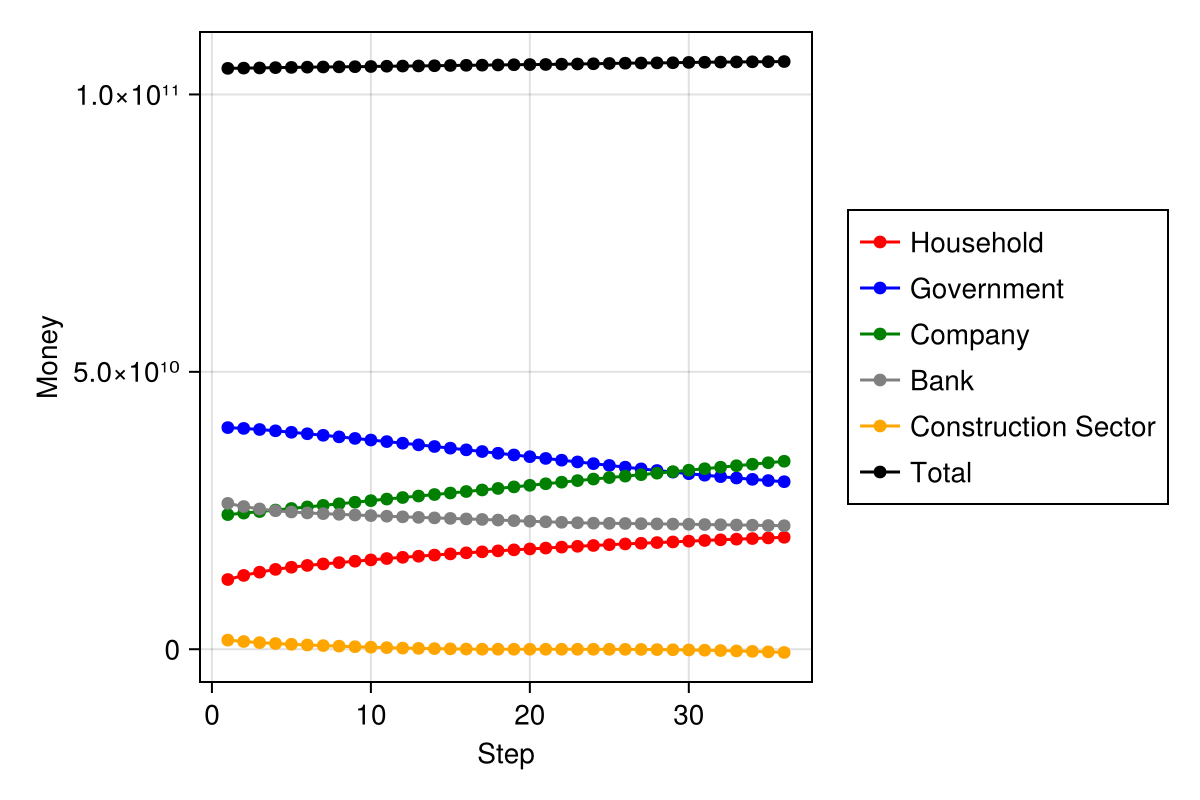 1.0×10¹¹
5.0×10¹⁰
0
Money
0 10 20 30
Step
Household
Government
Company
Bank
Construction Sector
Total